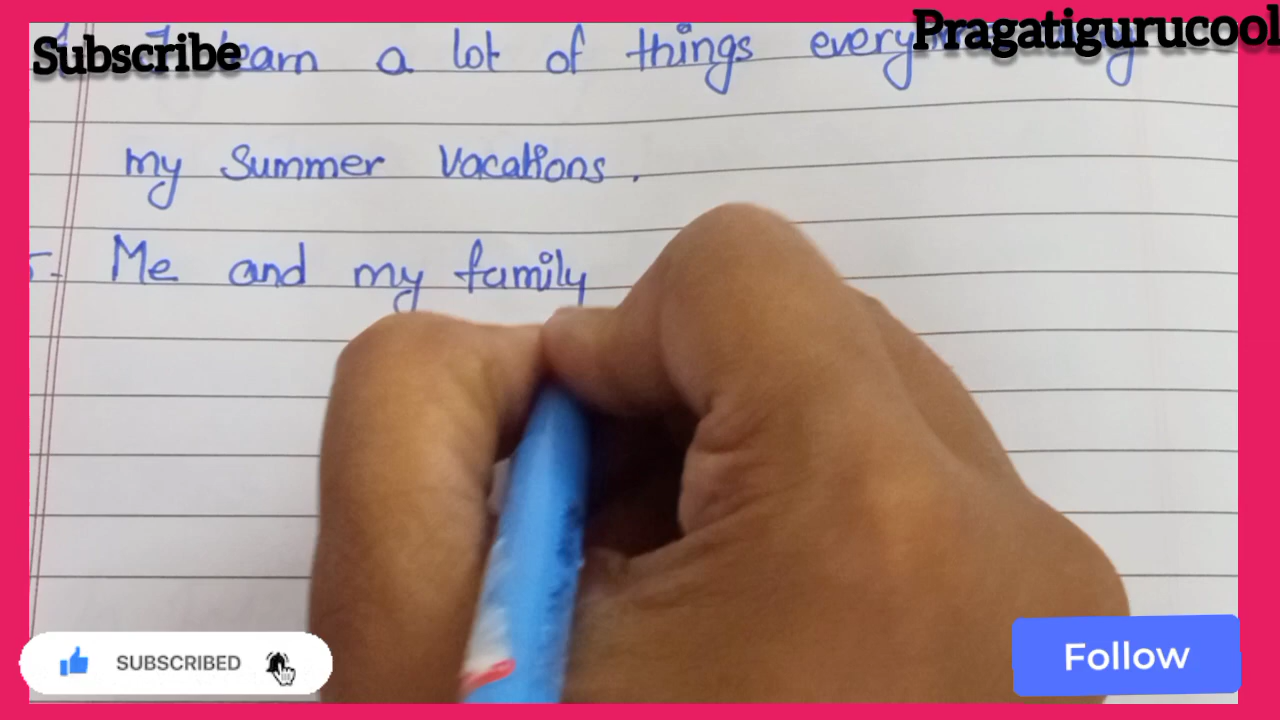 Subscribe
Pragatigurucool
learn a lot of things every
my Summer Vacations.
5- Me and my family
SUBSCRIBED
Follow